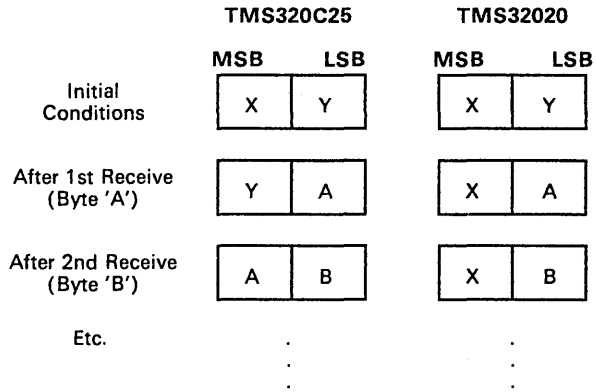 TMS320C25 TMS32020
MSB LSB MSB LSB
Initial
Conditions
X Y X Y
After 1st Receive
(Byte 'A')
Y A X A
After 2nd Receive
(Byte 'B')
A B X B
Etc. . .
. .
. .